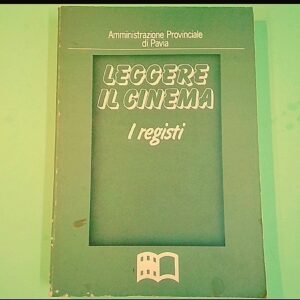 Amministrazione Provinciale
di Pavia
LEGGERE
IL CINEMA
I registi